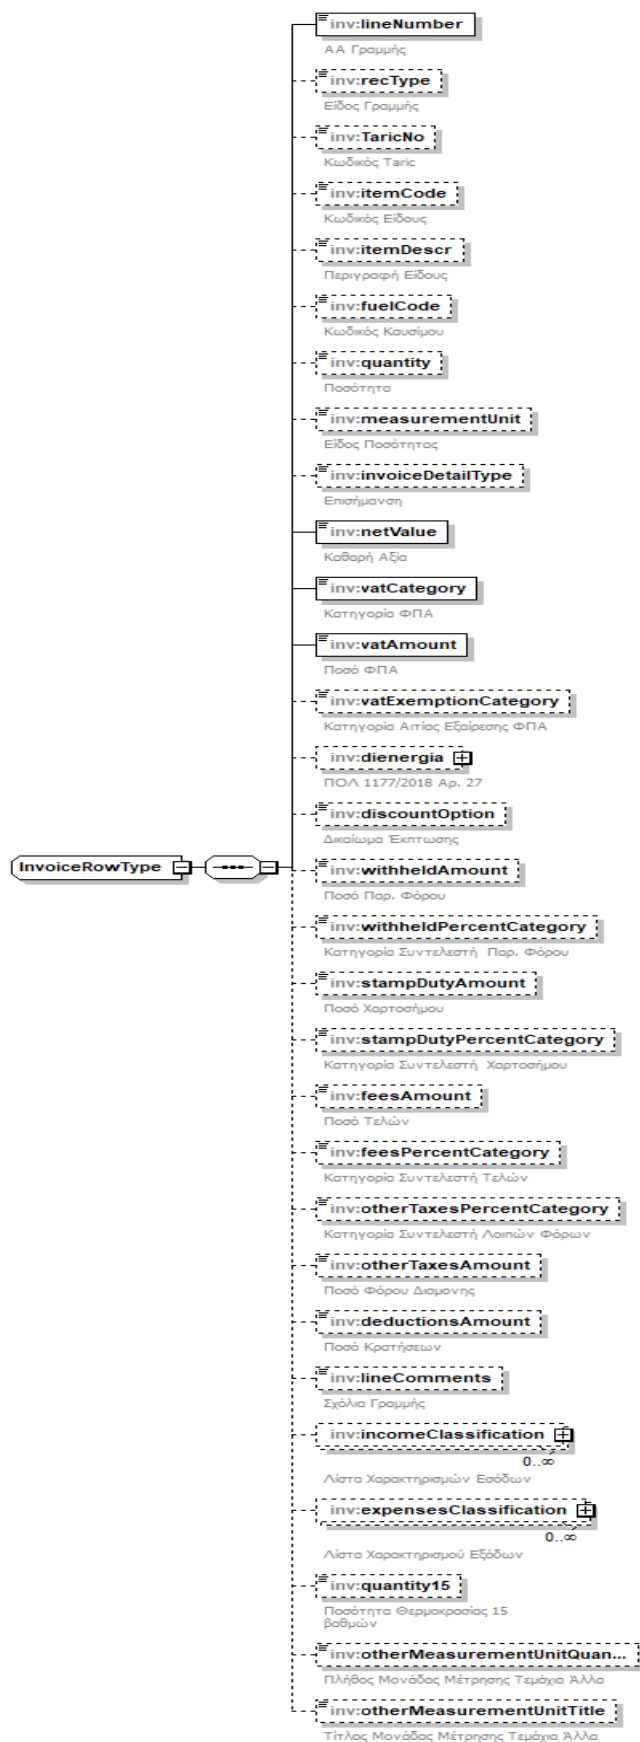 inv:lineNumber
ΑΑ Γραμμής
inv:recType
Είδος Γραμμής
inv:TaricNo
Κωδικός Taric
inv:itemCode
Κωδικός Είδους
inv:itemDescr
Περιγραφή Είδους
inv:fuelCode
Κωδικός Καυσίμου
inv:quantity
Ποσότητα
inv:measurementUnit
Είδος Ποσότητας
inv:invoiceDetailType
Επισήμανση
inv:netValue
Καθαρή Αξία
inv:vatCategory
Κατηγορία ΦΠΑ
inv:vatAmount
Ποσό ΦΠΑ
inv:vatExemptionCategory
Κατηγορία Αιτίας Εξαίρεσης ΦΠΑ
inv:dienergia
ΠΟΛ 1177/2018 Αρ. 27
inv:discountOption
Δικαίωμα Έκπτωσης
InvoiceRowType
inv:withheldAmount
Ποσό Παρ. Φόρου
inv:withheldPercentCategory
Κατηγορία Συντελεστή Παρ. Φόρου
inv:stampDutyAmount
Ποσό Χαρτοσήμου
inv:stampDutyPercentCategory
Κατηγορία Συντελεστή Χαρτοσήμου
inv:feesAmount
Ποσό Τελών
inv:feesPercentCategory
Κατηγορία Συντελεστή Τελών
inv:otherTaxesPercentCategory
Κατηγορία Συντελεστή Λοιπών Φόρων
inv:otherTaxesAmount
Ποσό Φόρου Διαμονης
inv:deductionsAmount
Ποσό Κρατήσεων
inv:lineComments
Σχόλια Γραμμής
inv:incomeClassification
0..∞
Λίστα Χαρακτηρισμών Εσόδων
inv:expensesClassification
0..∞
Λίστα Χαρακτηρισμού Εξόδων
inv:quantity15
Ποσότητα Θερμοκρασίας 15
βαθμών
inv:otherMeasurementUnitQuan...
Πλήθος Μονάδας Μέτρησης Τεμάχια Άλλα
inv:otherMeasurementUnitTitle
Τίτλος Μονάδας Μέτρησης Τεμάχια Άλλα